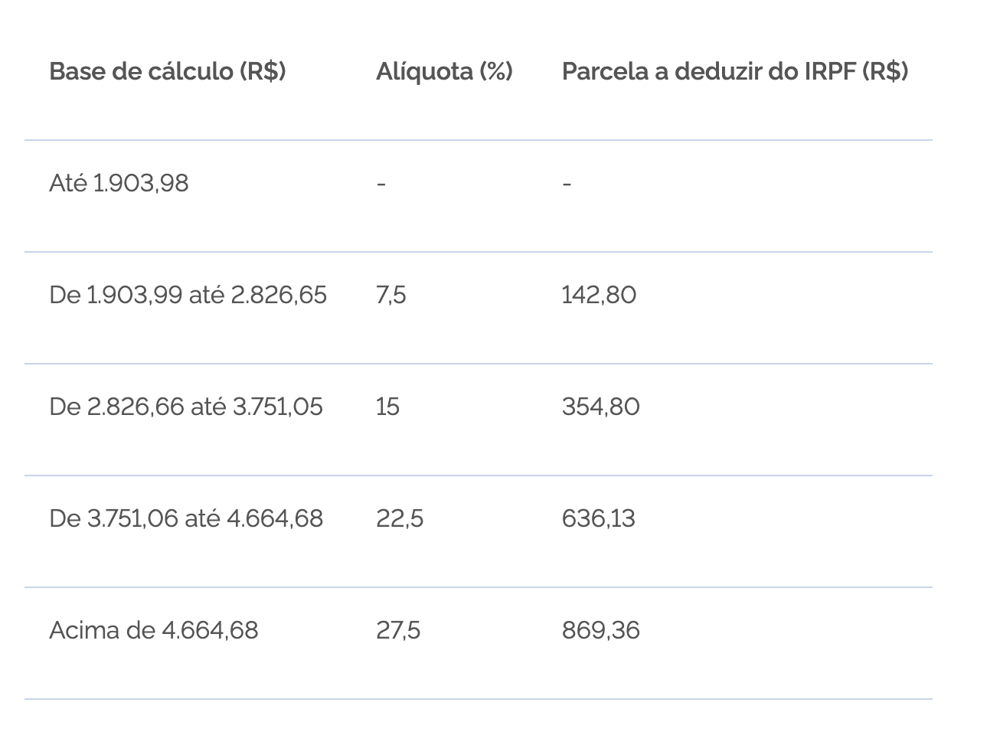 Base de cálculo (R$) Alíquota (%) Parcela a deduzir do IRPF (R$)
Até 1.903,98 - -
De 1.903,99 até 2.826,65 7,5 142,80
De 2.826,66 até 3.751,05 15 354,80
De 3.751,06 até 4.664,68 22,5 636,13
Acima de 4.664,68 27,5 869,36